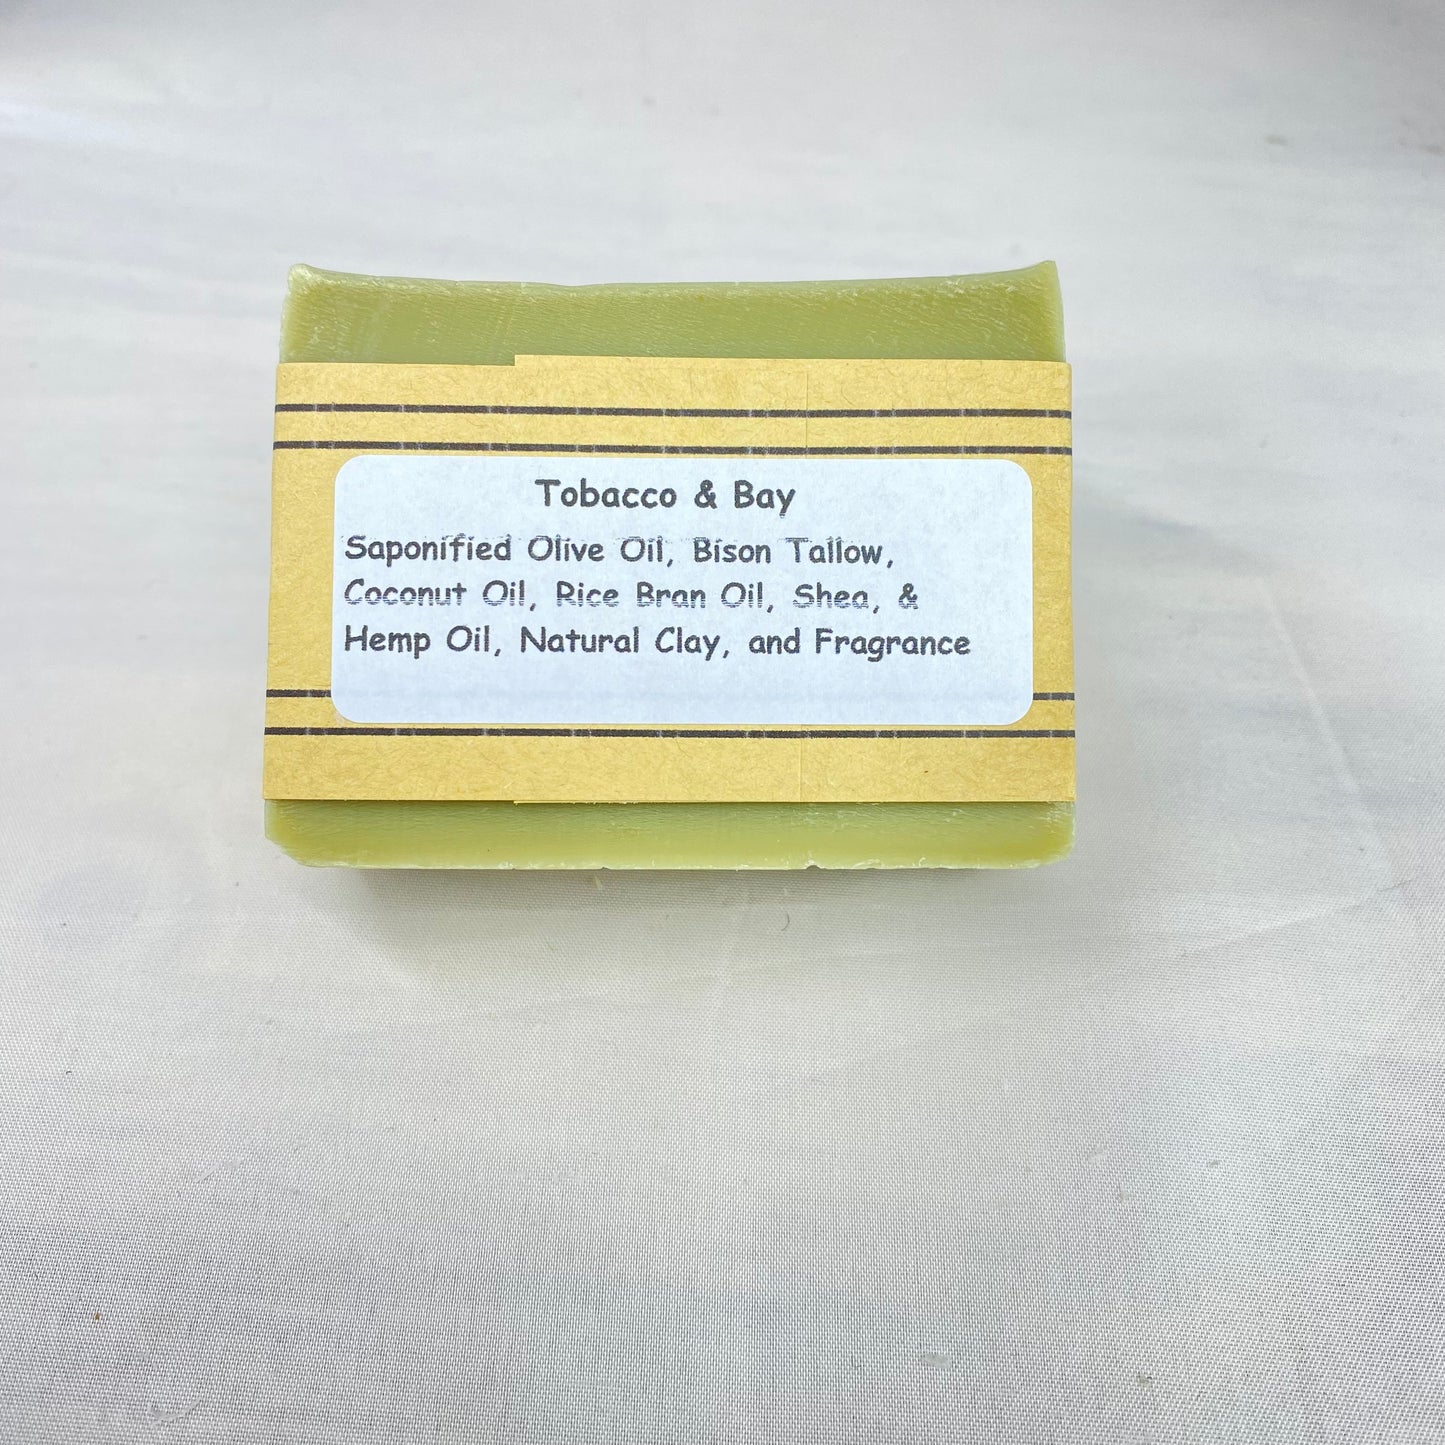 Tobacco & Bay
Saponified Olive Oil, Bison Tallow,
Coconut Oil, Rice Bran Oil, Shea, &
Hemp Oil, Natural Clay, and Fragrance